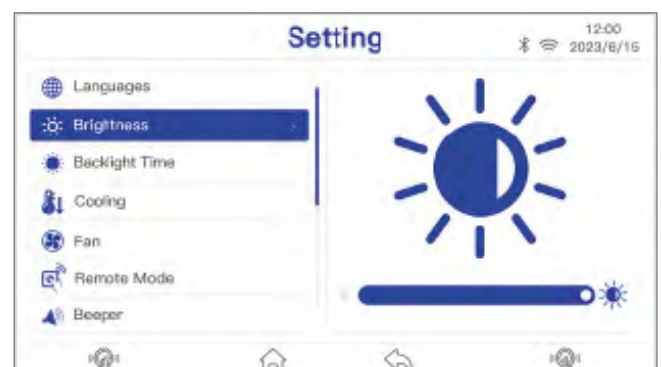 Setting
12:00
2023/6/15
Languages
Brightness
Backlight Time
Cooling
Fan
Remote Mode
Beeper